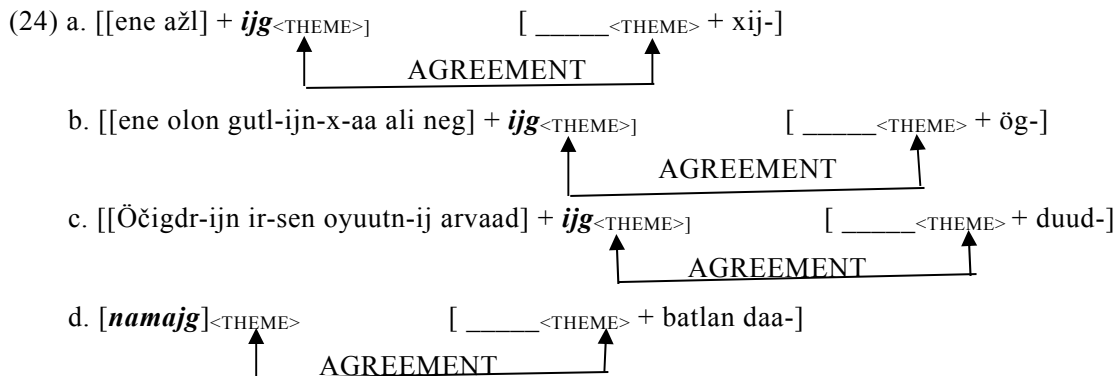 (24) a. [[ene ažl] + ijg<THEME>] [ _____<THEME> + xij-]
AGREEMENT
b. [[ene olon gutl-ijn-x-aa ali neg] + ijg<THEME>] [ _____<THEME> + ög-]
AGREEMENT
c. [[Öčigdr-ijn ir-sen oyuutn-ij arvaad] + ijg<THEME>] [ _____<THEME> + duud-]
AGREEMENT
d. [namajg]<THEME> [ _____<THEME> + batlan daa-]
AGREEMENT